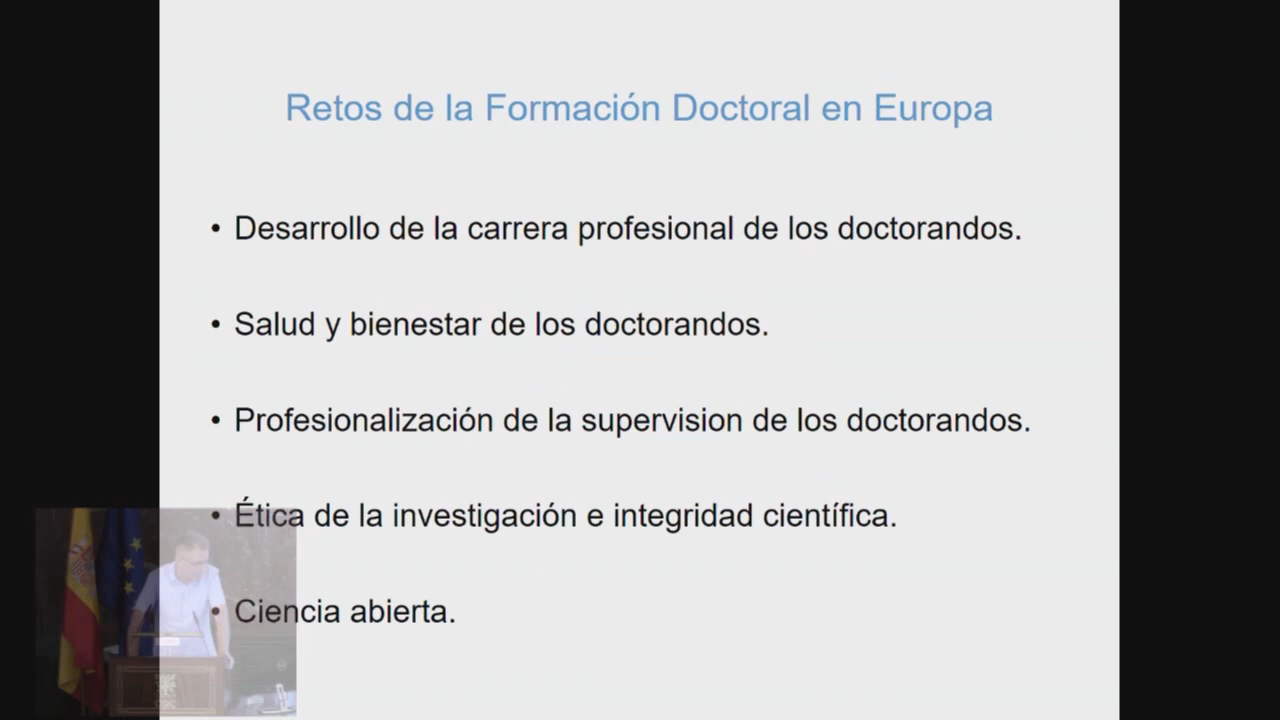 Retos de la Formación Doctoral en Europa
• Desarrollo de la carrera profesional de los doctorandos.
• Salud y bienestar de los doctorandos.
• Profesionalización de la supervision de los doctorandos.
• Ética de la investigación e integridad científica.
• Ciencia abierta.